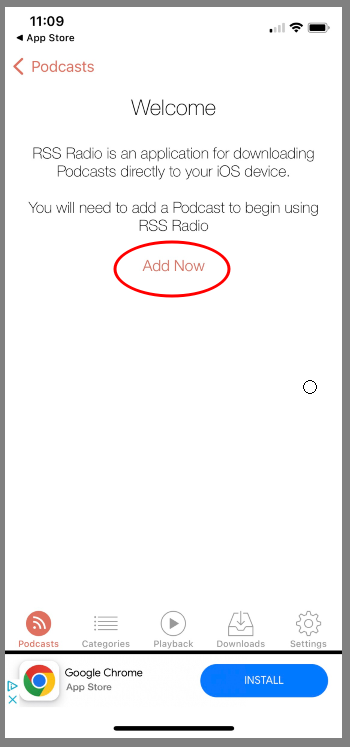 11:09
◀ App Store
Podcasts
Welcome
RSS Radio is an application for downloading
Podcasts directly to your iOS device.
You will need to add a Podcast to begin using
RSS Radio
Add Now
Podcasts Categories Playback Downloads Settings
Google Chrome
App Store
INSTALL